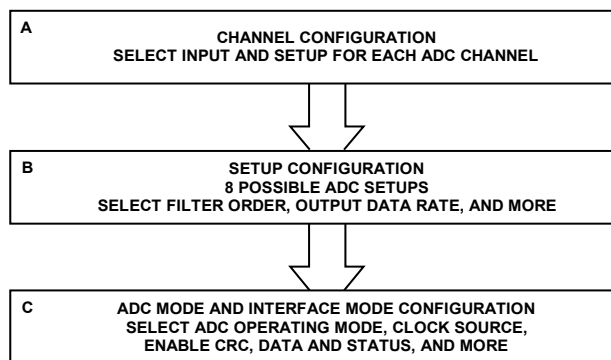 A
CHANNEL CONFIGURATION
SELECT INPUT AND SETUP FOR EACH ADC CHANNEL
B
SETUP CONFIGURATION
8 POSSIBLE ADC SETUPS
SELECT FILTER ORDER, OUTPUT DATA RATE, AND MORE
C
ADC MODE AND INTERFACE MODE CONFIGURATION
SELECT ADC OPERATING MODE, CLOCK SOURCE,
ENABLE CRC, DATA AND STATUS, AND MORE